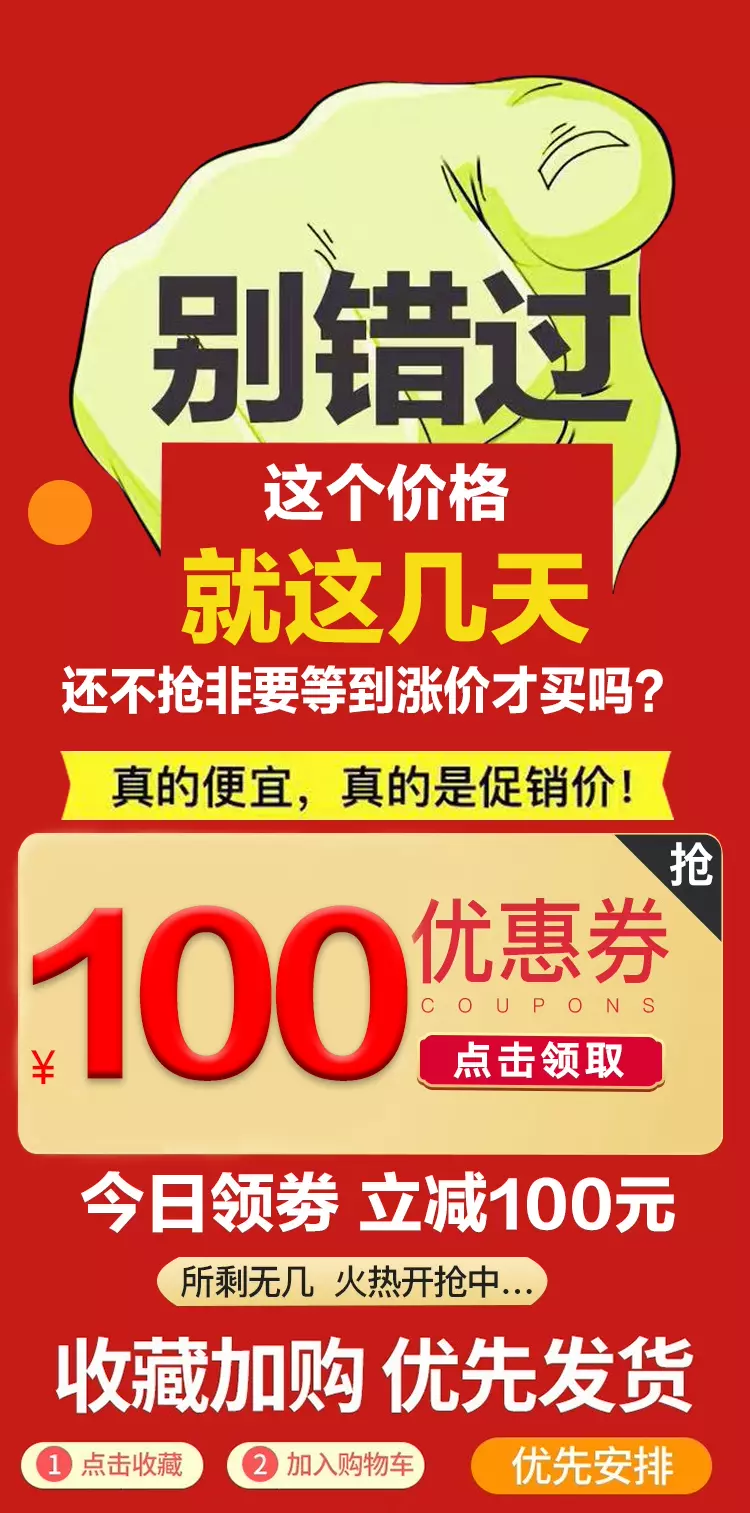 别错过
这个价格
就这几天
还不抢非要等到涨价才买吗?
真的便宜，真的是促销价!
抢
¥100
优惠券
COUPONS
点击领取
今日领劵 立减100元
所剩无几 火热开抢中...
收藏加购 优先发货
1 点击收藏 2 加入购物车 优先安排